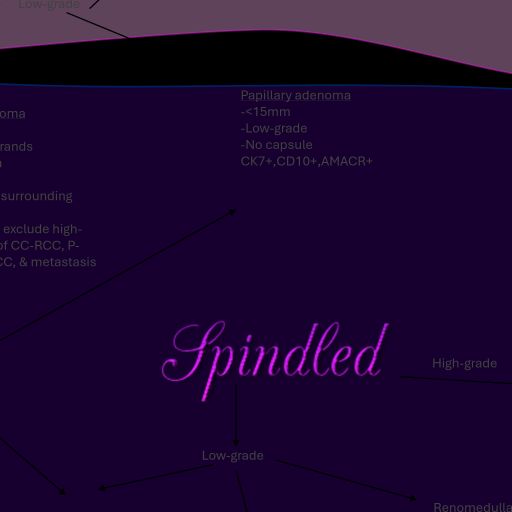 Low-grade
Papillary adenoma
-<15mm
-Low-grade
-No capsule
CK7+,CD10+,AMACR+
oma
rands
surrounding
exclude high-
of CC-RCC, P-
CC, & metastasis
Spindled
High-grade
Low-grade
Renomedulla